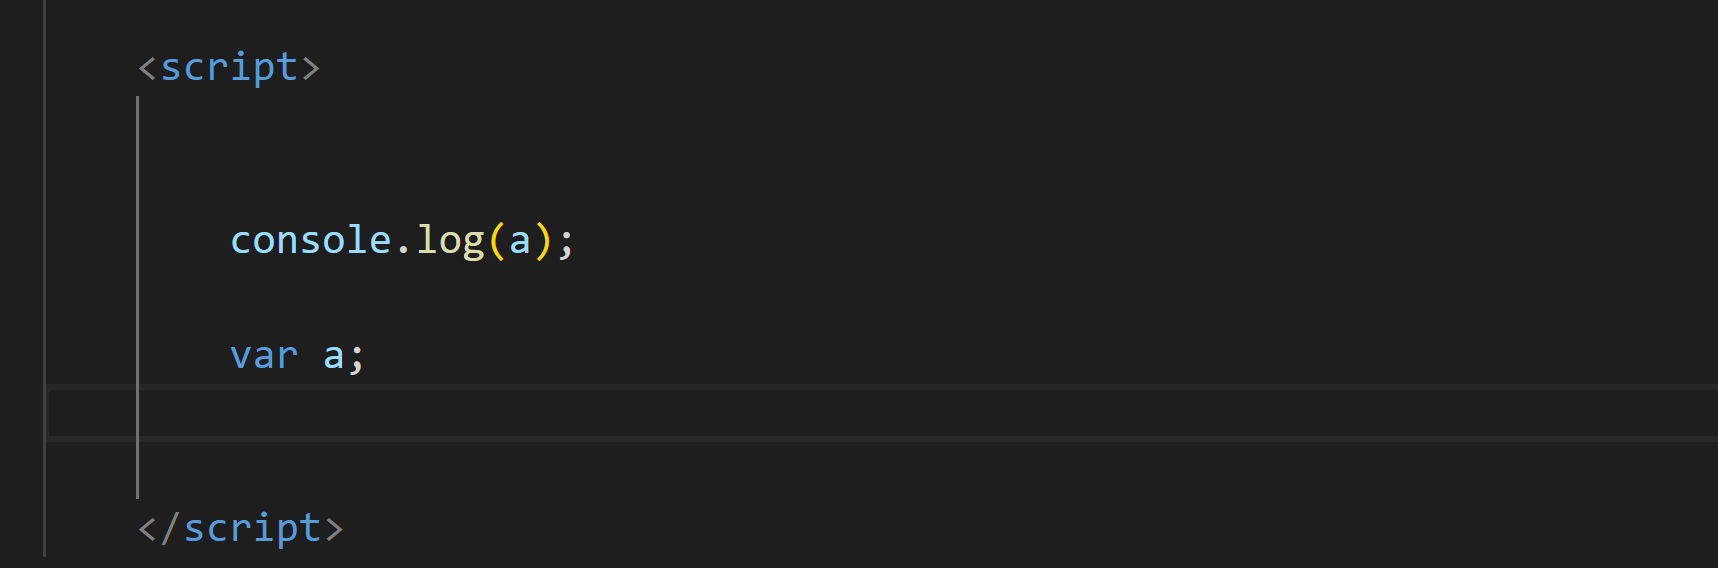 <script>
console.log(a);
var a;
</script>